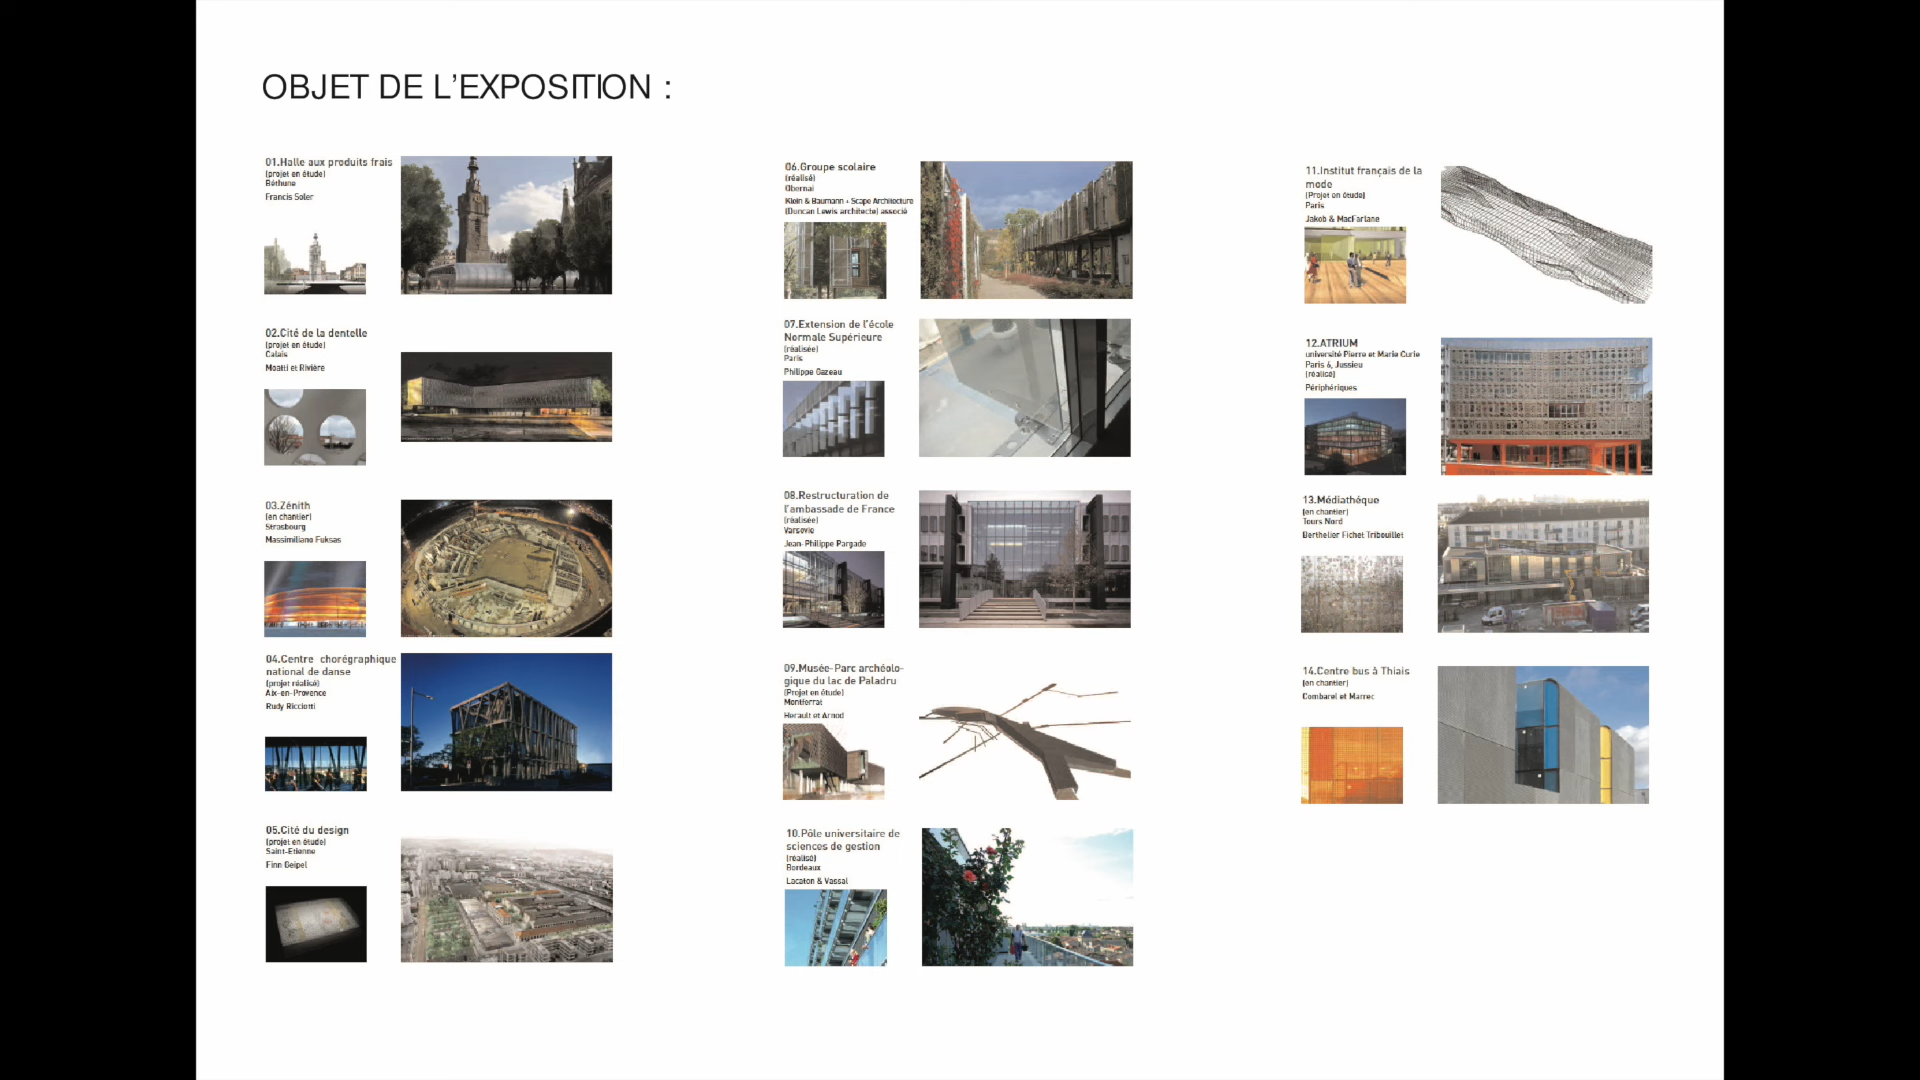 OBJET DE L'EXPOSITION :
01.Halle aux produits frais
(projet en étude)
Béthune
Francis Soler
02.Cité de la dentelle
(projet en étude)
Calais
Moatti et Rivière
03.Zénith
(en chantier)
Strasbourg
Massimiliano Fuksas
04.Centre chorégraphique
national de danse
(projet réalisé)
Aix-en-Provence
Rudy Ricciotti
05.Cité du design
(projet en étude)
Saint-Etienne
Finn Geipel
06.Groupe scolaire
(réalisé)
Obernai
Klein & Baumann + Scape Architecture
(Duncan Lewis architecte) associé
07.Extension de l'école
Normale Supérieure
(réalisée)
Paris
Philippe Gazeau
08.Restructuration de
l'ambassade de France
(réalisée)
Varsovie
Jean-Philippe Pargade
09.Musée-Parc archéolo-
gique du lac de Paladru
(Projet en étude)
Montferrat
Herault et Arnod
10.Pôle universitaire de
sciences de gestion
(réalisé)
Bordeaux
Lacaton & Vassal
11.Institut français de la
mode
(Projet en étude)
Paris
Jakob & MacFarlane
12.ATRIUM
université Pierre et Marie Curie
Paris 6, Jussieu
(réalisé)
Périphériques
13.Médiathéque
(en chantier)
Tours Nord
Berthelier Fichet Tribouillet
14.Centre bus à Thiais
(en chantier)
Combarel et Marrec